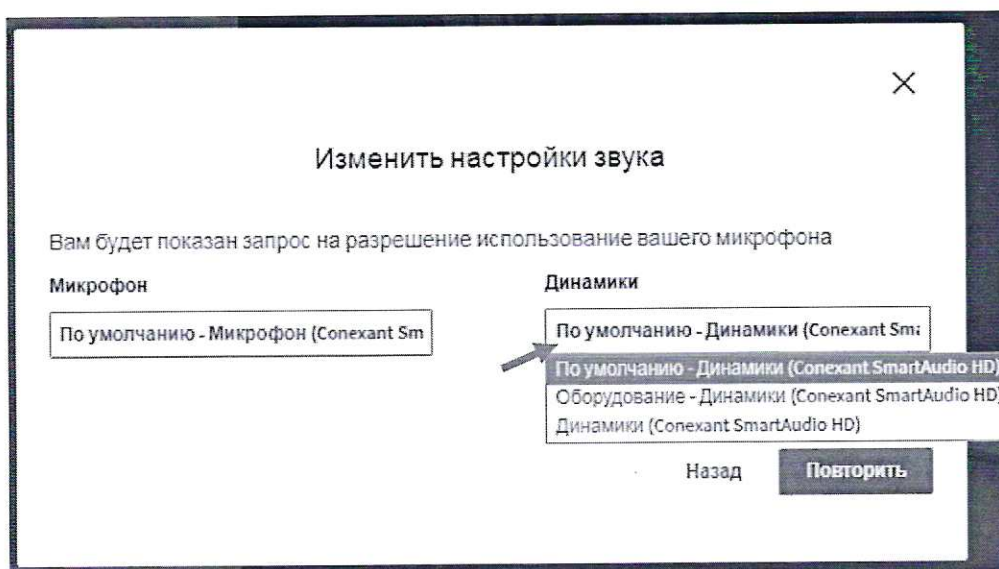 Изменить настройки звука
Вам будет показан запрос на разрешение использование вашего микрофона
Микрофон
Динамики
По умолчанию - Микрофон (Conexant Sm
По умолчанию - Динамики (Conexant Sma
По умолчанию - Динамики (Conexant SmartAudio HD)
Оборудование - Динамики (Conexant SmartAudio HD)
Динамики (Conexant SmartAudio HD)
Назад
Повторить